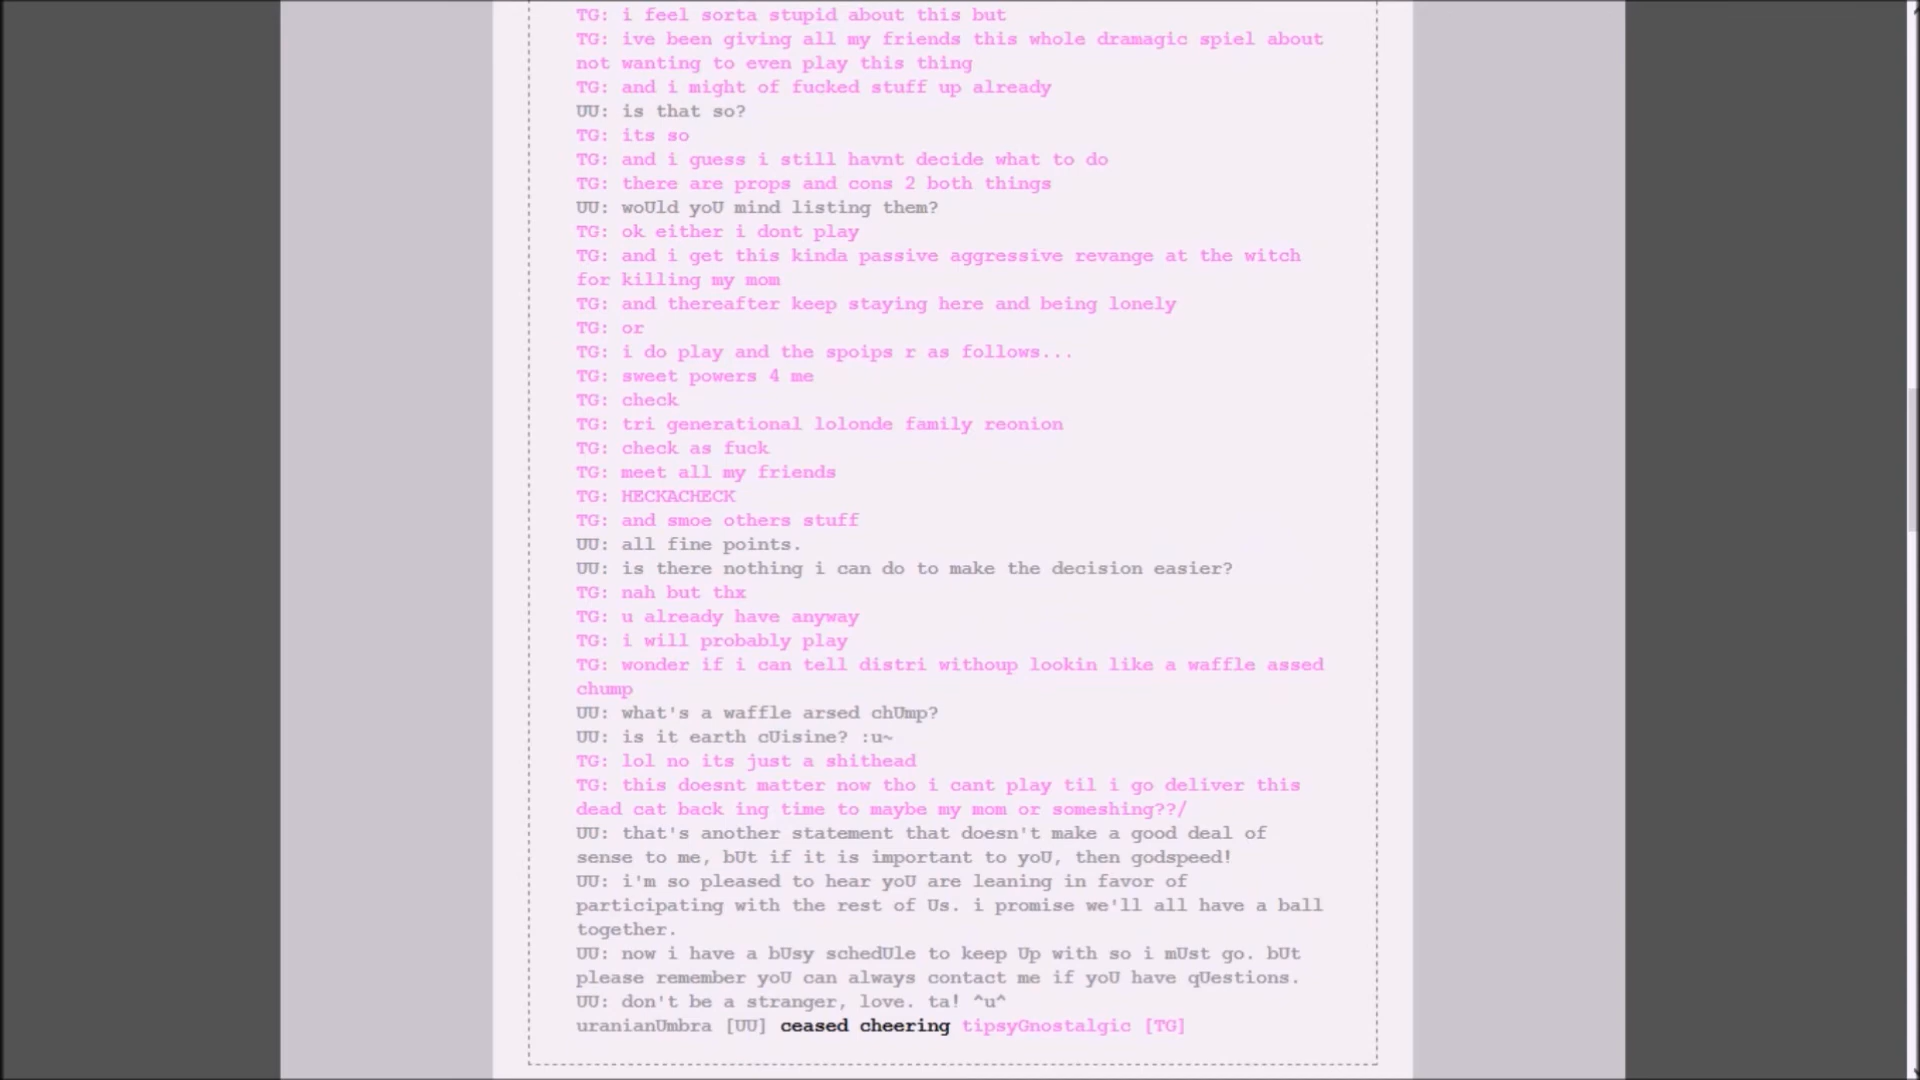 TG: i feel sorta stupid about this but
TG: ive been giving all my friends this whole dramagic spiel about
not wanting to even play this thing
TG: and i might of fucked stuff up already
UU: is that so?
TG: its so
TG: and i guess i still havnt decide what to do
TG: there are props and cons 2 both things
UU: woUld yoU mind listing them?
TG: ok either i dont play
TG: and i get this kinda passive aggressive revange at the witch
for killing my mom
TG: and thereafter keep staying here and being lonely
TG: or
TG: i do play and the spoips r as follows...
TG: sweet powers 4 me
TG: check
TG: tri generational lolonde family reonion
TG: check as fuck
TG: meet all my friends
TG: HECKACHECK
TG: and smoe others stuff
UU: all fine points.
UU: is there nothing i can do to make the decision easier?
TG: nah but thx
TG: u already have anyway
TG: i will probably play
TG: wonder if i can tell distri withoup lookin like a waffle assed
chump
UU: what's a waffle arsed chUmp?
UU: is it earth cUisine? :u~
TG: lol no its just a shithead
TG: this doesnt matter now tho i cant play til i go deliver this
dead cat back ing time to maybe my mom or someshing??/
UU: that's another statement that doesn't make a good deal of
sense to me, bUt if it is important to yoU, then godspeed!
UU: i'm so pleased to hear yoU are leaning in favor of
participating with the rest of Us. i promise we'll all have a ball
together.
UU: now i have a bUsy schedUle to keep Up with so i mUst go. bUt
please remember yoU can always contact me if yoU have qUestions.
UU: don't be a stranger, love. ta! ^u^
uranianUmbra [UU] ceased cheering tipsyGnostalgic [TG]